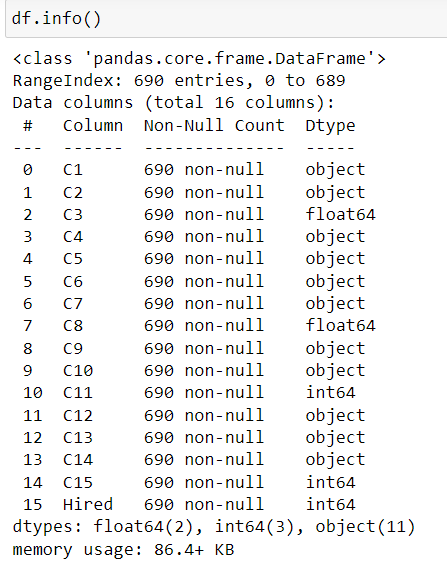 df.info()
<class 'pandas.core.frame.DataFrame'>
RangeIndex: 690 entries, 0 to 689
Data columns (total 16 columns):
 #   Column  Non-Null Count  Dtype
---  ------  --------------  -----
 0   C1      690 non-null    object
 1   C2      690 non-null    object
 2   C3      690 non-null    float64
 3   C4      690 non-null    object
 4   C5      690 non-null    object
 5   C6      690 non-null    object
 6   C7      690 non-null    object
 7   C8      690 non-null    float64
 8   C9      690 non-null    object
 9   C10     690 non-null    object
 10  C11     690 non-null    int64
 11  C12     690 non-null    object
 12  C13     690 non-null    object
 13  C14     690 non-null    object
 14  C15     690 non-null    int64
 15  Hired   690 non-null    int64
dtypes: float64(2), int64(3), object(11)
memory usage: 86.4+ KB